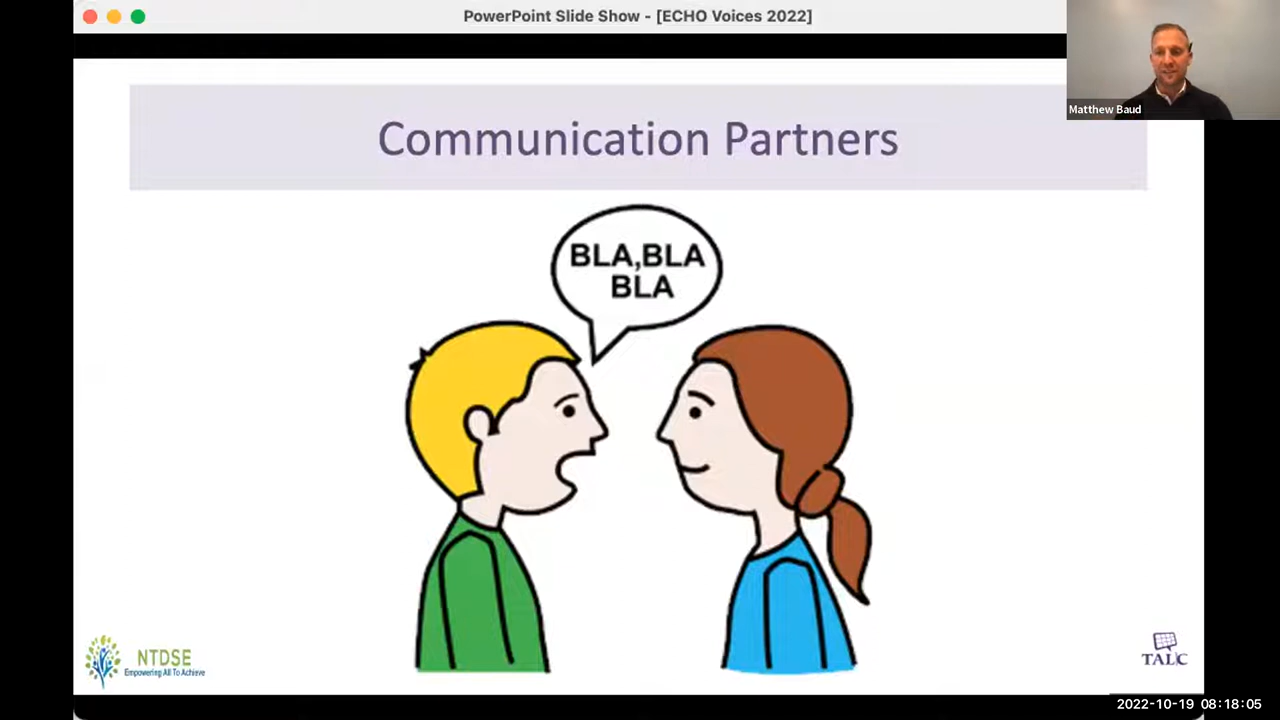 PowerPoint Slide Show - [ECHO Voices 2022]
Matthew Baud
Communication Partners
BLA,BLA
BLA
NTDSE
Empowering All To Achieve
TALC
2022-10-19 08:18:05